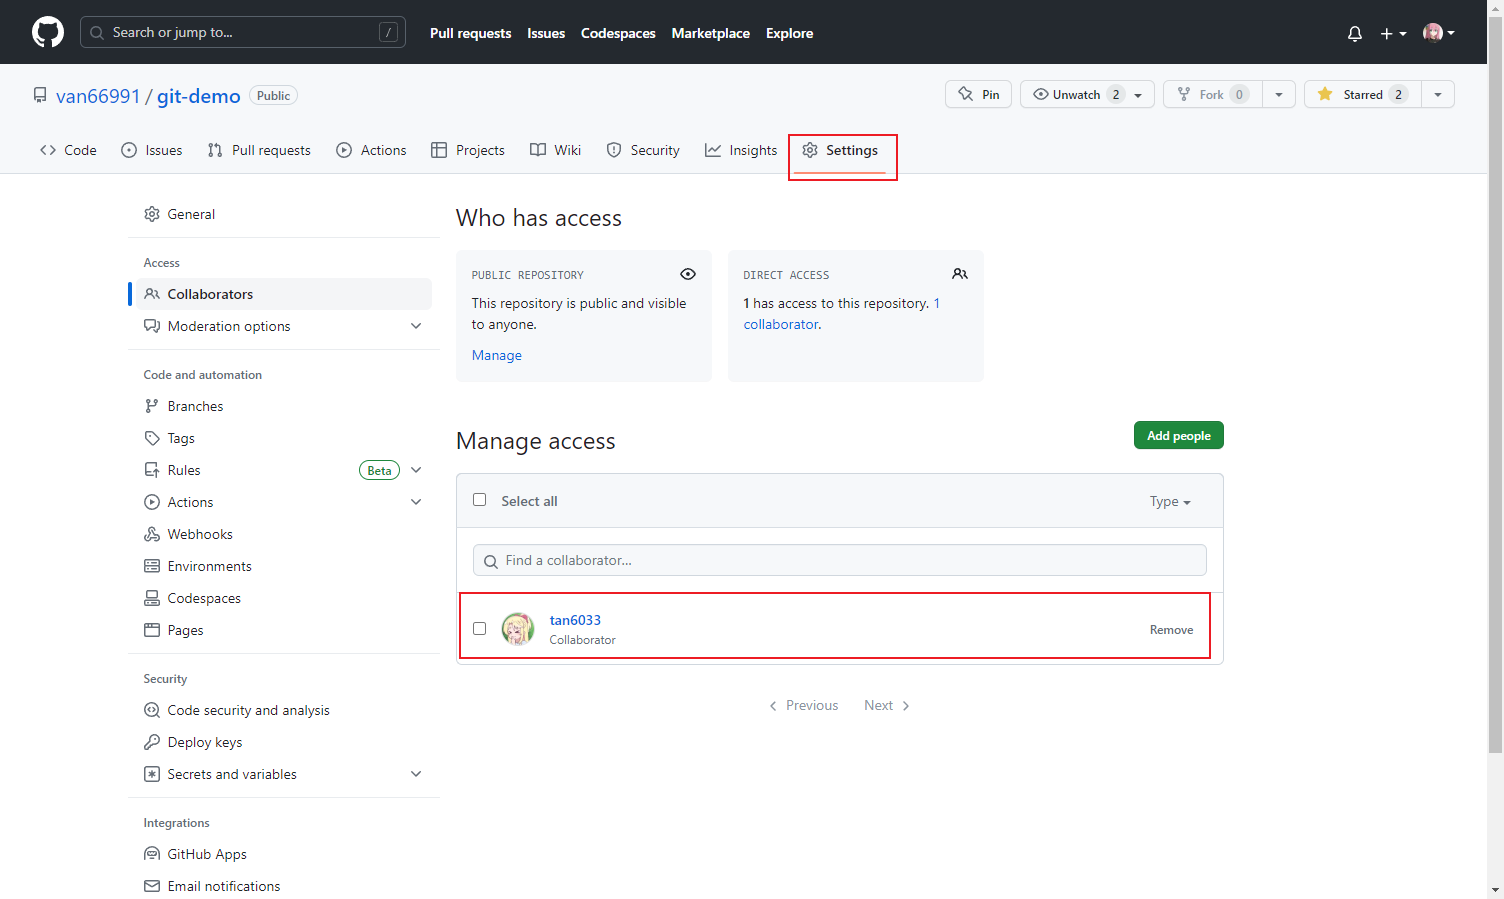 Search or jump to... /
Pull requests Issues Codespaces Marketplace Explore
van66991 / git-demo Public
Pin
Unwatch 2
Fork 0
Starred 2
Code Issues Pull requests Actions Projects Wiki Security Insights Settings
General
Access
Collaborators
Moderation options
Code and automation
Branches
Tags
Rules Beta
Actions
Webhooks
Environments
Codespaces
Pages
Security
Code security and analysis
Deploy keys
Secrets and variables
Integrations
GitHub Apps
Email notifications
Who has access
PUBLIC REPOSITORY
This repository is public and visible
to anyone.
Manage
DIRECT ACCESS
1 has access to this repository. 1
collaborator.
Manage access
Add people
Select all
Type
Find a collaborator...
tan6033
Collaborator
Remove
Previous Next